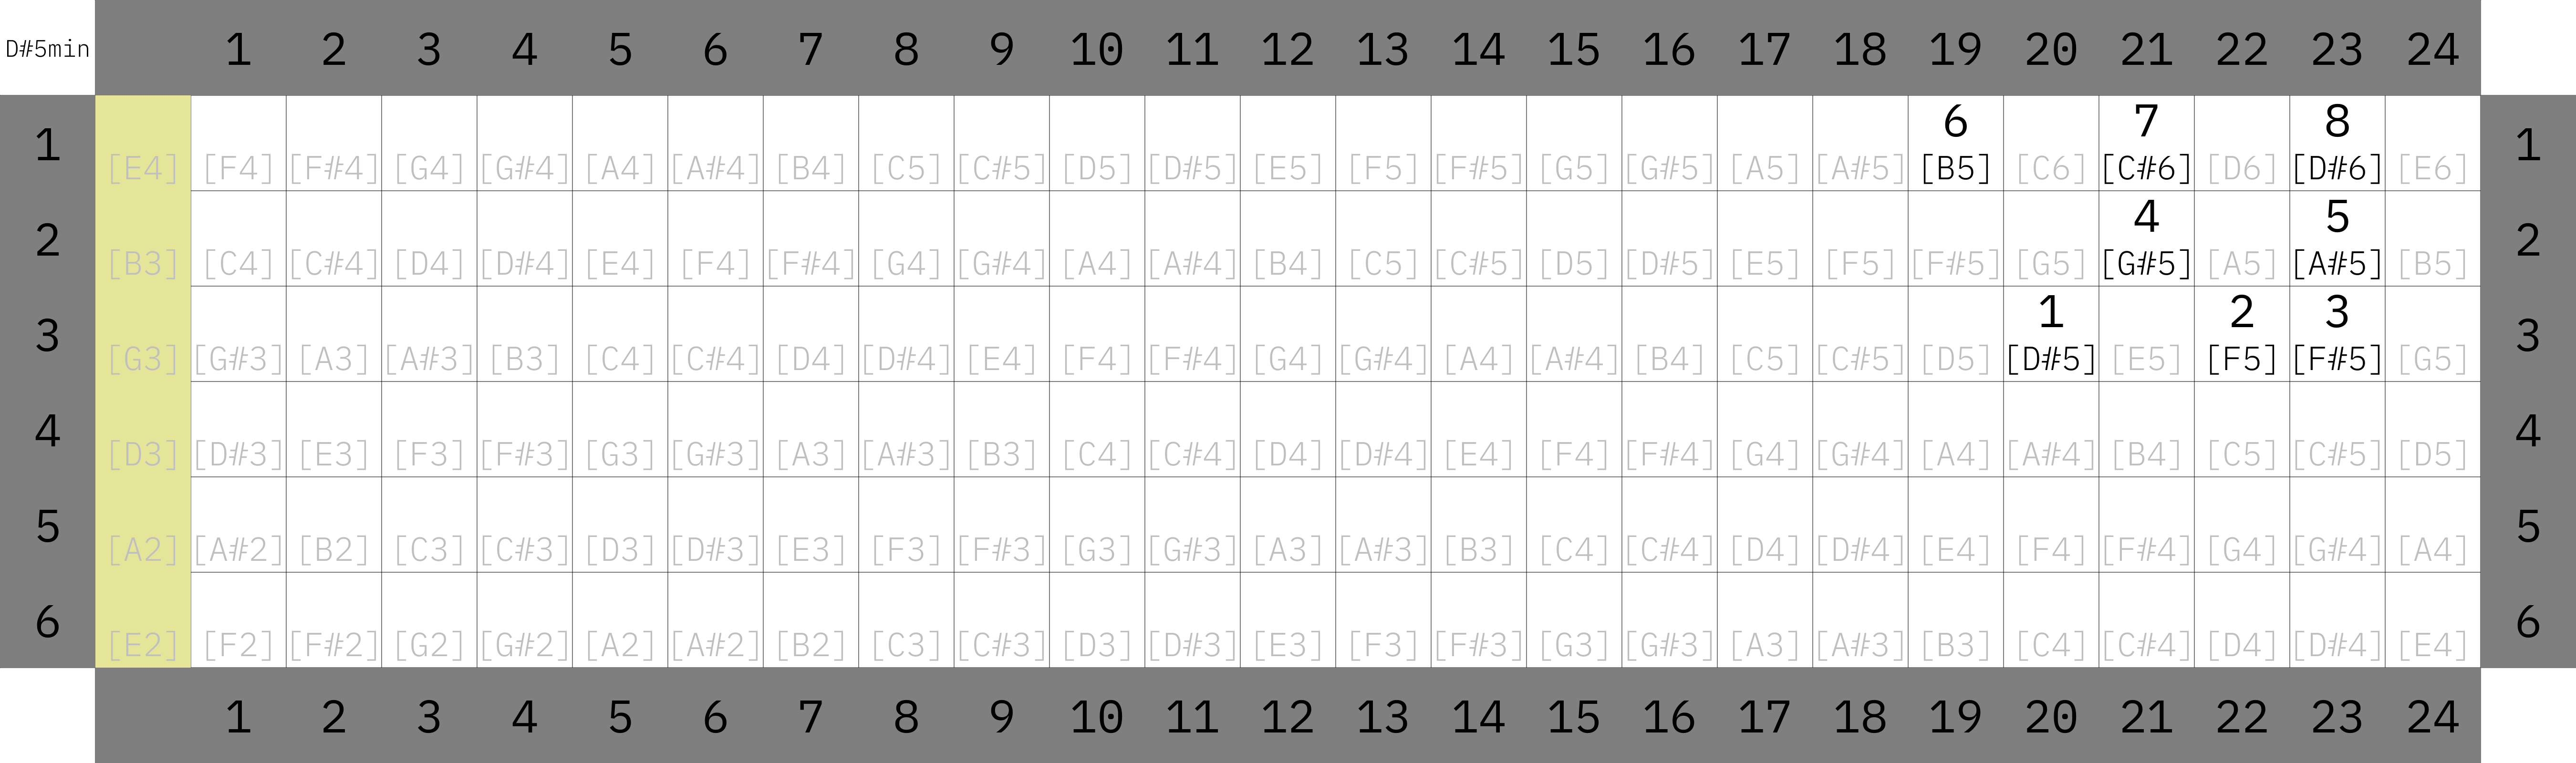 D#5min 1 2 3 4 5 6 7 8 9 10 11 12 13 14 15 16 17 18 19 20 21 22 23 24
6 7 8
1 [E4] [F4] [F#4] [G4] [G#4] [A4] [A#4] [B4] [C5] [C#5] [D5] [D#5] [E5] [F5] [F#5] [G5] [G#5] [A5] [A#5] [B5] [C6] [C#6] [D6] [D#6] [E6] 1
4 5
2 [B3] [C4] [C#4] [D4] [D#4] [E4] [F4] [F#4] [G4] [G#4] [A4] [A#4] [B4] [C5] [C#5] [D5] [D#5] [E5] [F5] [F#5] [G5] [G#5] [A5] [A#5] [B5] 2
1 2 3
3 [G3] [G#3] [A3] [A#3] [B3] [C4] [C#4] [D4] [D#4] [E4] [F4] [F#4] [G4] [G#4] [A4] [A#4] [B4] [C5] [C#5] [D5] [D#5] [E5] [F5] [F#5] [G5] 3
4 [D3] [D#3] [E3] [F3] [F#3] [G3] [G#3] [A3] [A#3] [B3] [C4] [C#4] [D4] [D#4] [E4] [F4] [F#4] [G4] [G#4] [A4] [A#4] [B4] [C5] [C#5] [D5] 4
5 [A2] [A#2] [B2] [C3] [C#3] [D3] [D#3] [E3] [F3] [F#3] [G3] [G#3] [A3] [A#3] [B3] [C4] [C#4] [D4] [D#4] [E4] [F4] [F#4] [G4] [G#4] [A4] 5
6 [E2] [F2] [F#2] [G2] [G#2] [A2] [A#2] [B2] [C3] [C#3] [D3] [D#3] [E3] [F3] [F#3] [G3] [G#3] [A3] [A#3] [B3] [C4] [C#4] [D4] [D#4] [E4] 6
1 2 3 4 5 6 7 8 9 10 11 12 13 14 15 16 17 18 19 20 21 22 23 24